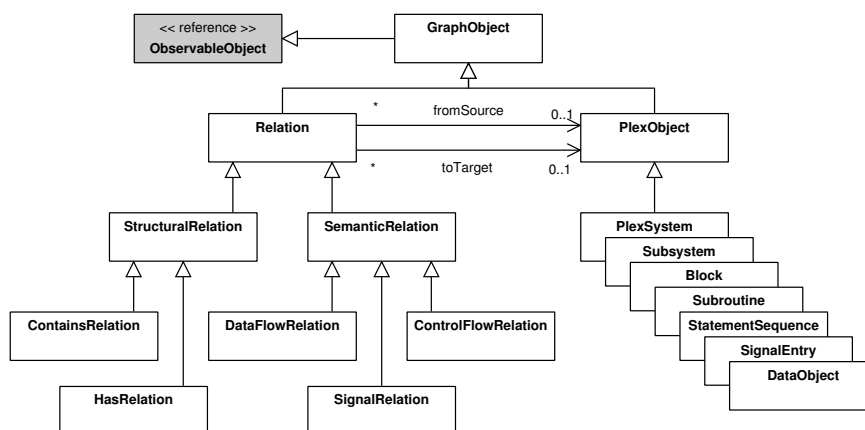 << reference >>
ObservableObject
GraphObject
* fromSource 0..1
Relation
PlexObject
* toTarget 0..1
StructuralRelation
SemanticRelation
PlexSystem
Subsystem
Block
Subroutine
StatementSequence
SignalEntry
DataObject
ContainsRelation
DataFlowRelation
ControlFlowRelation
HasRelation
SignalRelation